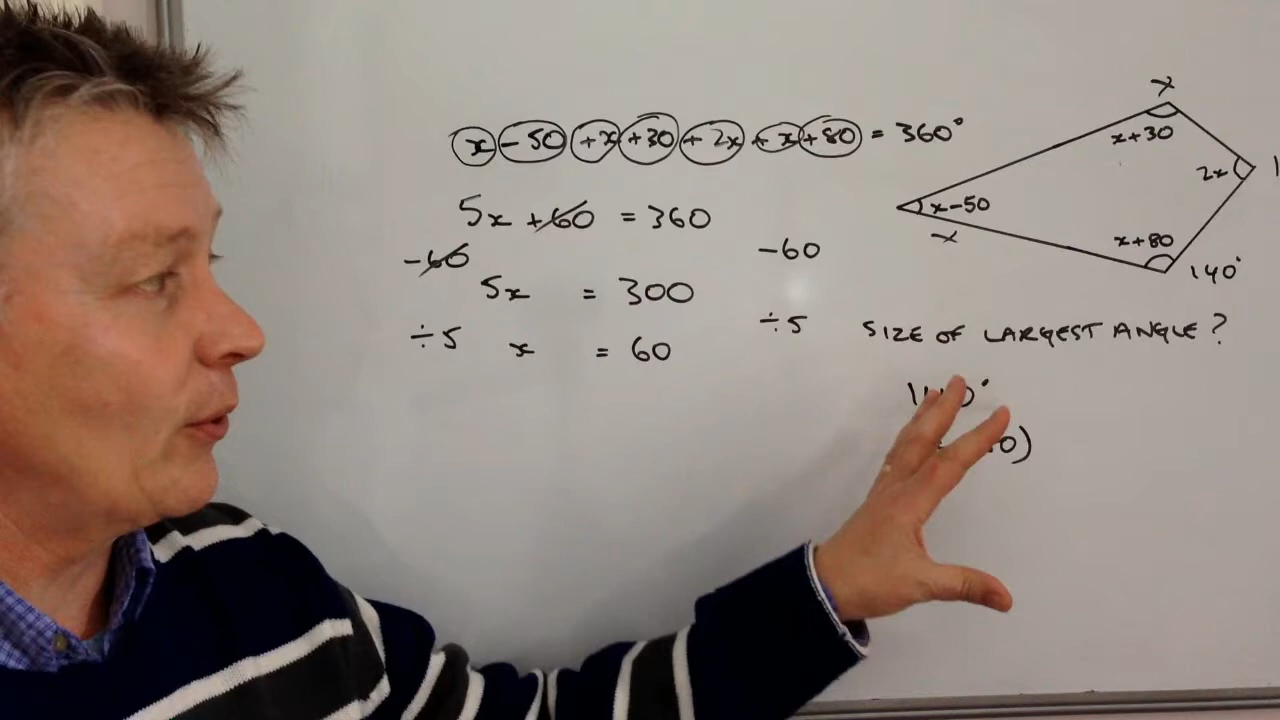 x - 50 + x + 30 + 2x + x + 80 = 360°
5x + 60 = 360
-60 -60
5x = 300
÷5 ÷5
x = 60
x
x+30
2x
x-50
x
x+80
140°
SIZE OF LARGEST ANGLE?